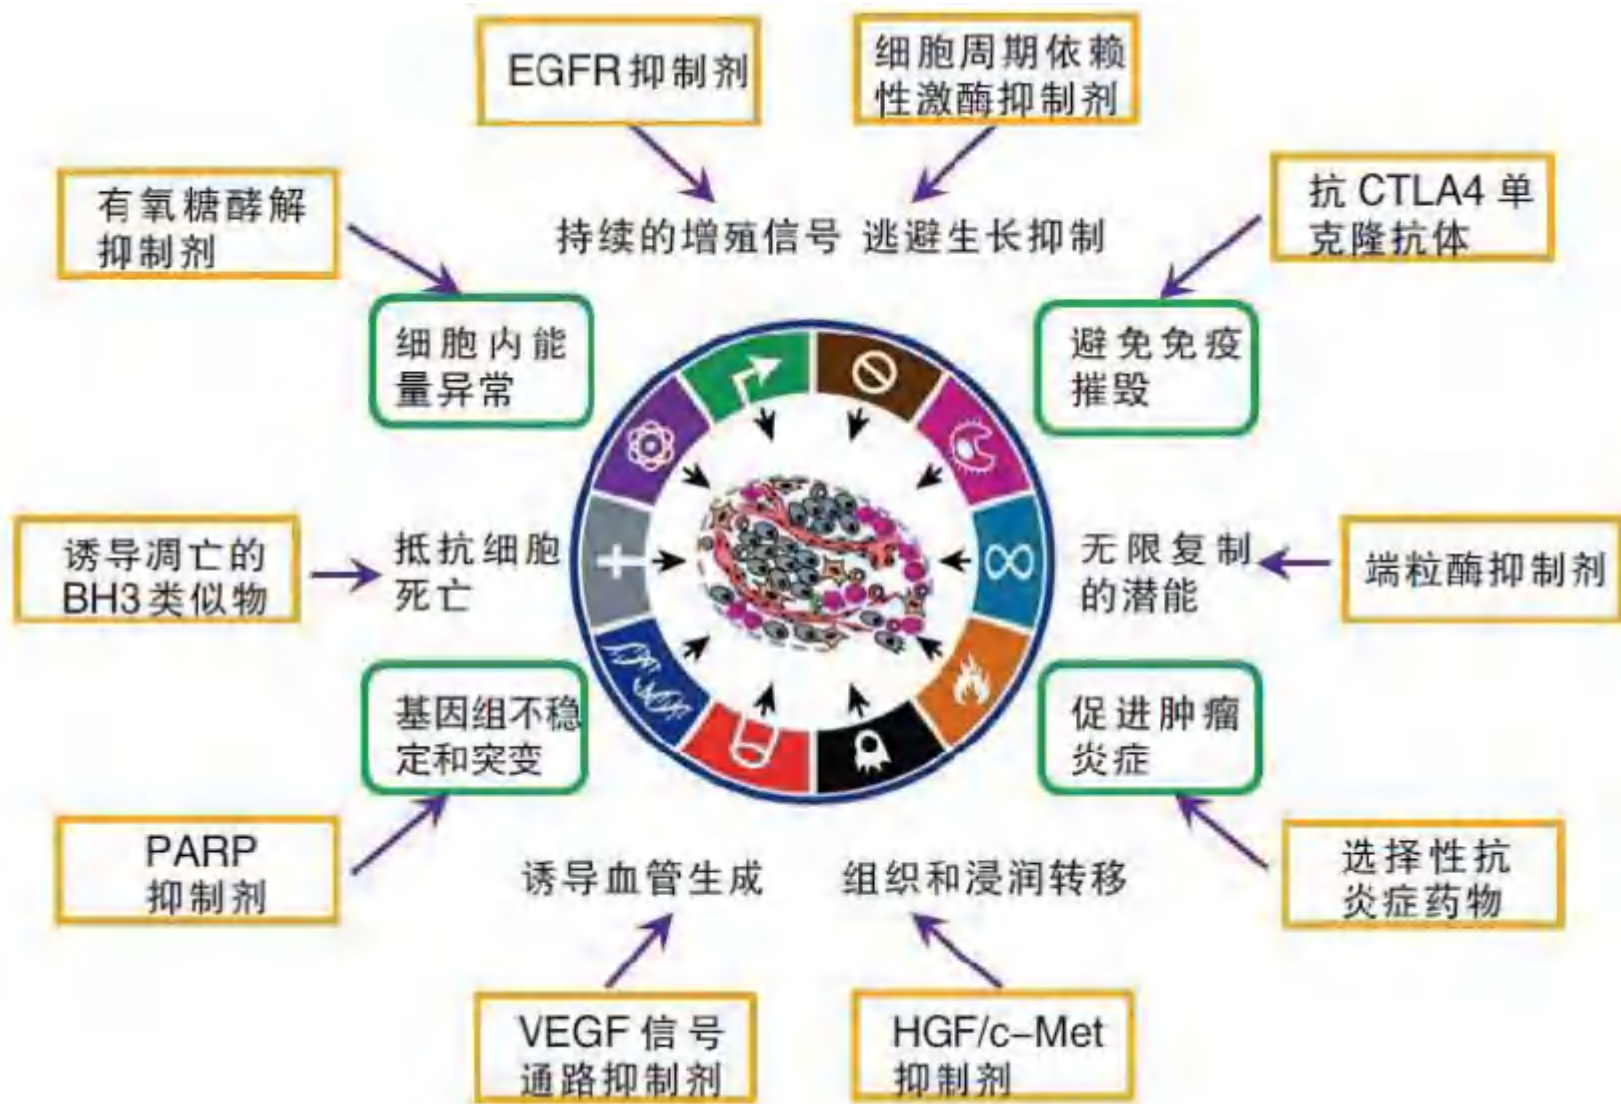 EGFR抑制剂
细胞周期依赖
性激酶抑制剂
有氧糖酵解
抑制剂
抗CTLA4 单
克隆抗体
持续的增殖信号 逃避生长抑制
细胞内能
量异常
避免免疫
摧毁
诱导凋亡的
BH3类似物
抵抗细胞
死亡
无限复制
的潜能
端粒酶抑制剂
基因组不稳
定和突变
促进肿瘤
炎症
PARP
抑制剂
诱导血管生成
组织和浸润转移
选择性抗
炎症药物
VEGF信号
通路抑制剂
HGF/c-Met
抑制剂